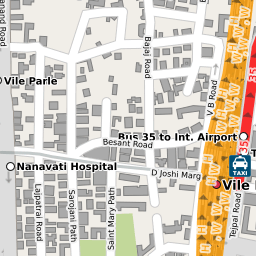 Bajaj Road
Vile Parle
V B Road
Bus 35 to Int. Airport
Besant Road
TAXI
Nanavati Hospital
D Joshi Marg
Vile
Lajpatrai Road
Sarojani Path
Saint Mary Path
Tejpal Road